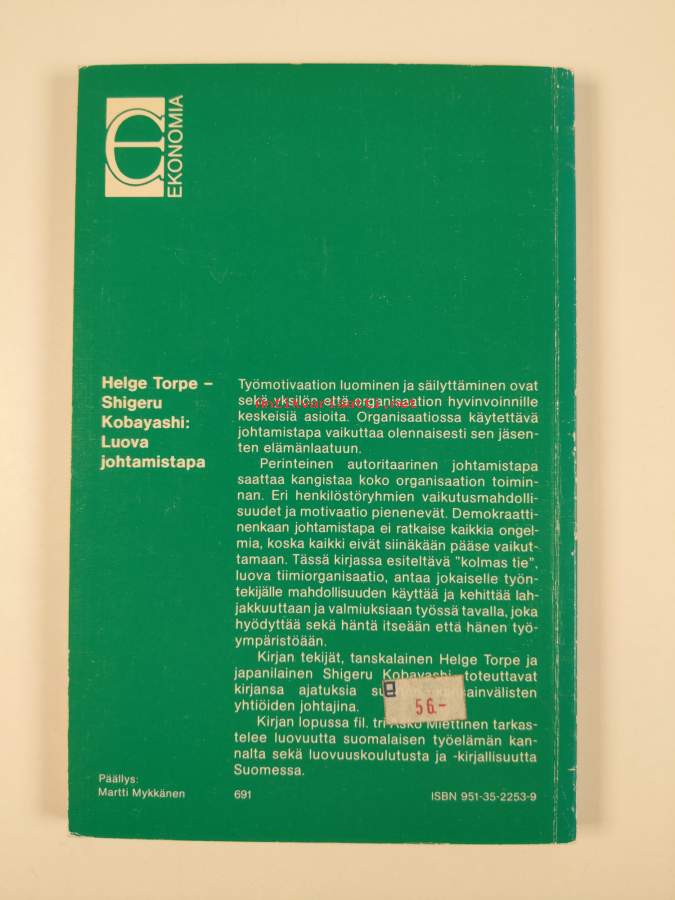 EKONOMIA
Helge Torpe –
Shigeru
Kobayashi:
Luova
johtamistapa
Työmotivaation luominen ja säilyttäminen ovat
sekä yksilön että organisaation hyvinvoinnille
keskeisiä asioita. Organisaatiossa käytettävä
johtamistapa vaikuttaa olennaisesti sen jäsen-
ten elämänlaatuun.
Perinteinen autoritaarinen johtamistapa
saattaa kangistaa koko organisaation toimin-
nan. Eri henkilöstöryhmien vaikutusmahdolli-
suudet ja motivaatio pienenevät. Demokraatti-
nenkaan johtamistapa ei ratkaise kaikkia ongel-
mia, koska kaikki eivät siinäkään pääse vaikut-
tamaan. Tässä kirjassa esiteltävä "kolmas tie",
luova tiimiorganisaatio, antaa jokaiselle työn-
tekijälle mahdollisuuden käyttää ja kehittää lah-
jakkuuttaan ja valmiuksiaan työssä tavalla, joka
hyödyttää sekä häntä itseään että hänen työ-
ympäristöään.
Kirjan tekijät, tanskalainen Helge Torpe ja
japanilainen Shigeru Kobayashi toteuttavat
kirjansa ajatuksia
yhtiöiden johtajina.
56.-
Kirjan lopussa fil. tri Asko Miettinen tarkas-
telee luovuutta suomalaisen työelämän kan-
nalta sekä luovuuskoulutusta ja -kirjallisuutta
Suomessa.
Päällys:
Martti Mykkänen
691
ISBN 951-35-2253-9